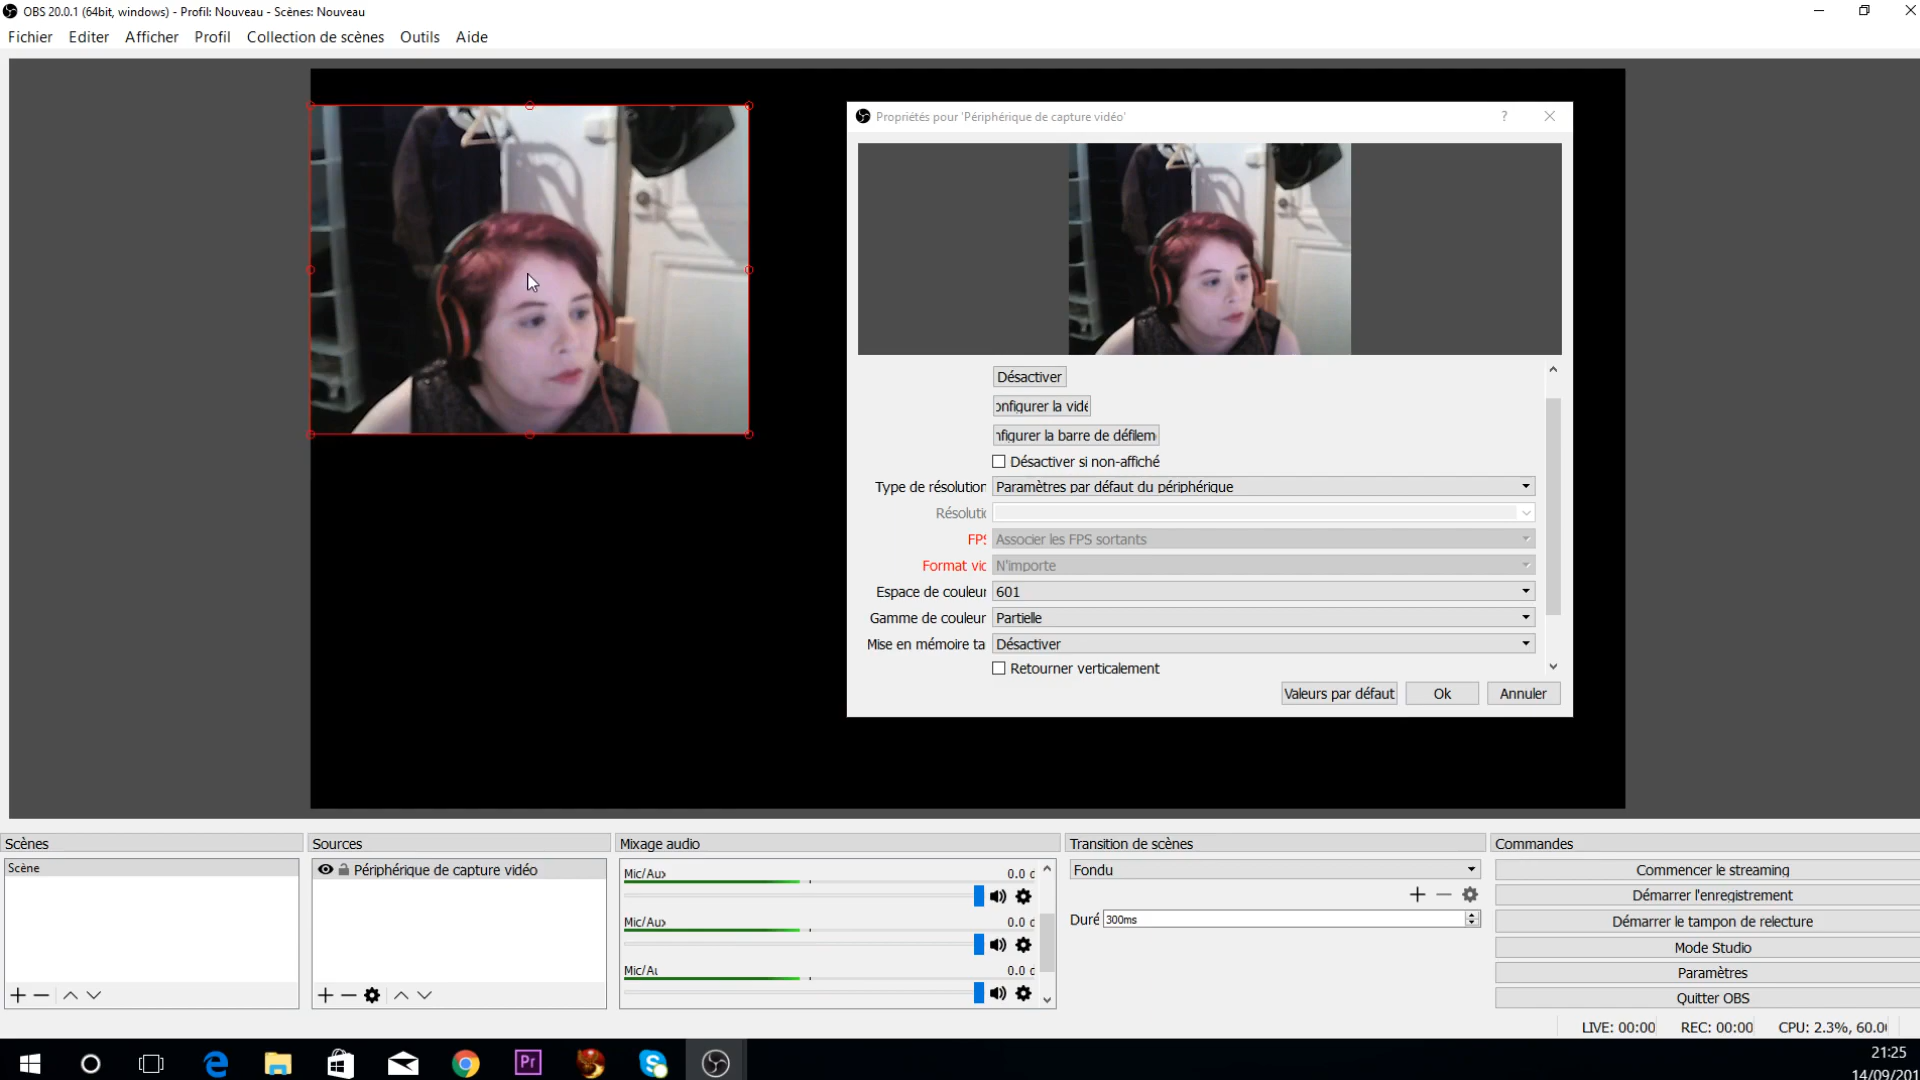 OBS 20.0.1 (64bit, windows) - Profil: Nouveau - Scènes: Nouveau
Fichier Editer Afficher Profil Collection de scènes Outils Aide
Propriétés pour 'Périphérique de capture vidéo'
Désactiver
onfigurer la vidé
nfigurer la barre de défilem
Désactiver si non-affiché
Type de résolution Paramètres par défaut du périphérique
Résolutio
FPS Associer les FPS sortants
Format vid N'importe
Espace de couleur 601
Gamme de couleur Partielle
Mise en mémoire ta Désactiver
Retourner verticalement
Valeurs par défaut Ok Annuler
Scènes
Scène
Sources
Périphérique de capture vidéo
Mixage audio
Mic/Aux 0.0 d
Mic/Aux 0.0 d
Mic/Au 0.0 d
Transition de scènes
Fondu
Duré 300ms
Commandes
Commencer le streaming
Démarrer l'enregistrement
Démarrer le tampon de relecture
Mode Studio
Paramètres
Quitter OBS
LIVE: 00:00 REC: 00:00 CPU: 2.3%, 60.0
Pr
21:25
14/09/201